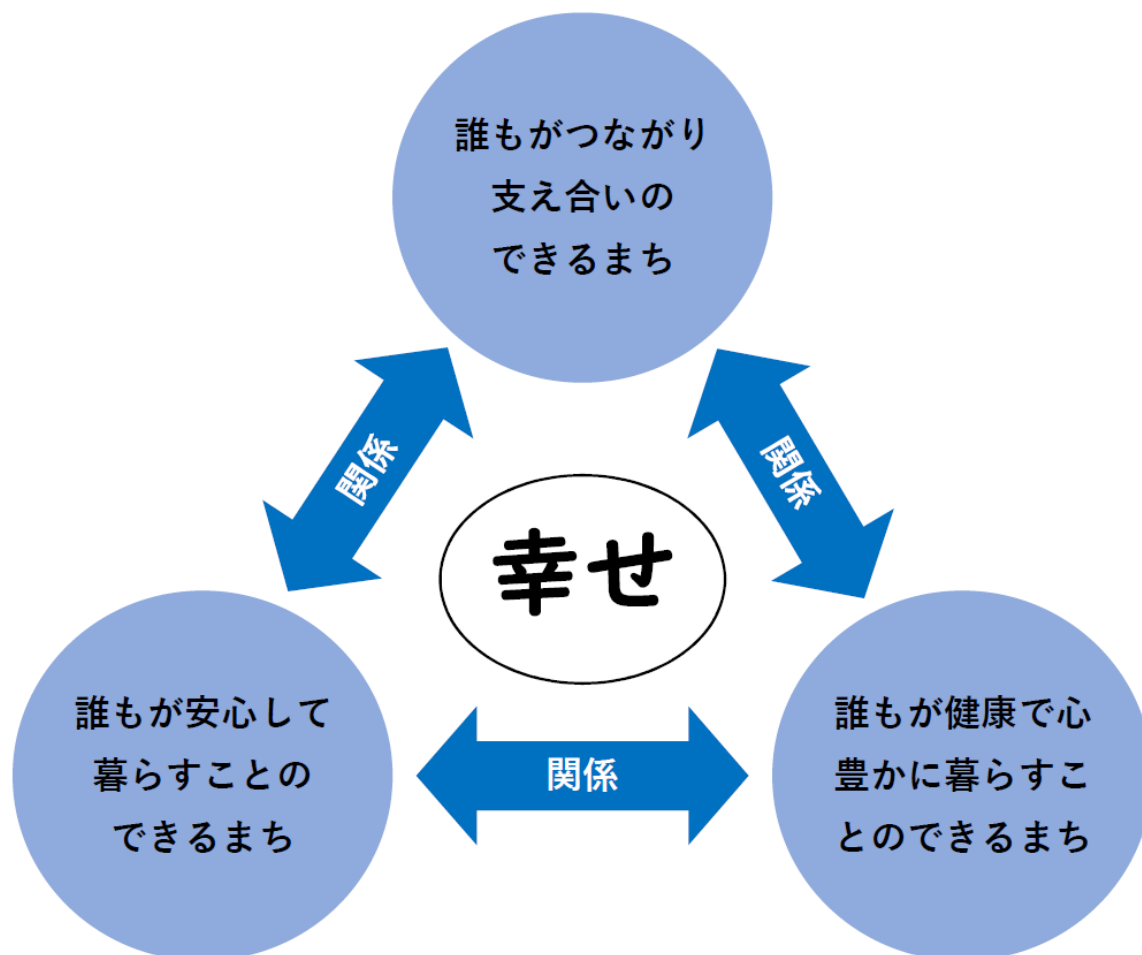 誰もがつながり
支え合いの
できるまち
関係
関係
幸せ
誰もが安心して
暮らすことの
できるまち
関係
誰もが健康で心
豊かに暮らすこ
とのできるまち